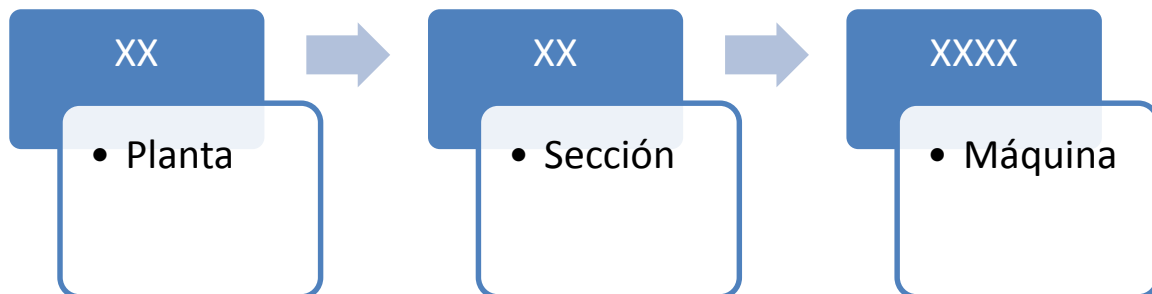 XX
• Planta
XX
• Sección
XXXX
• Máquina